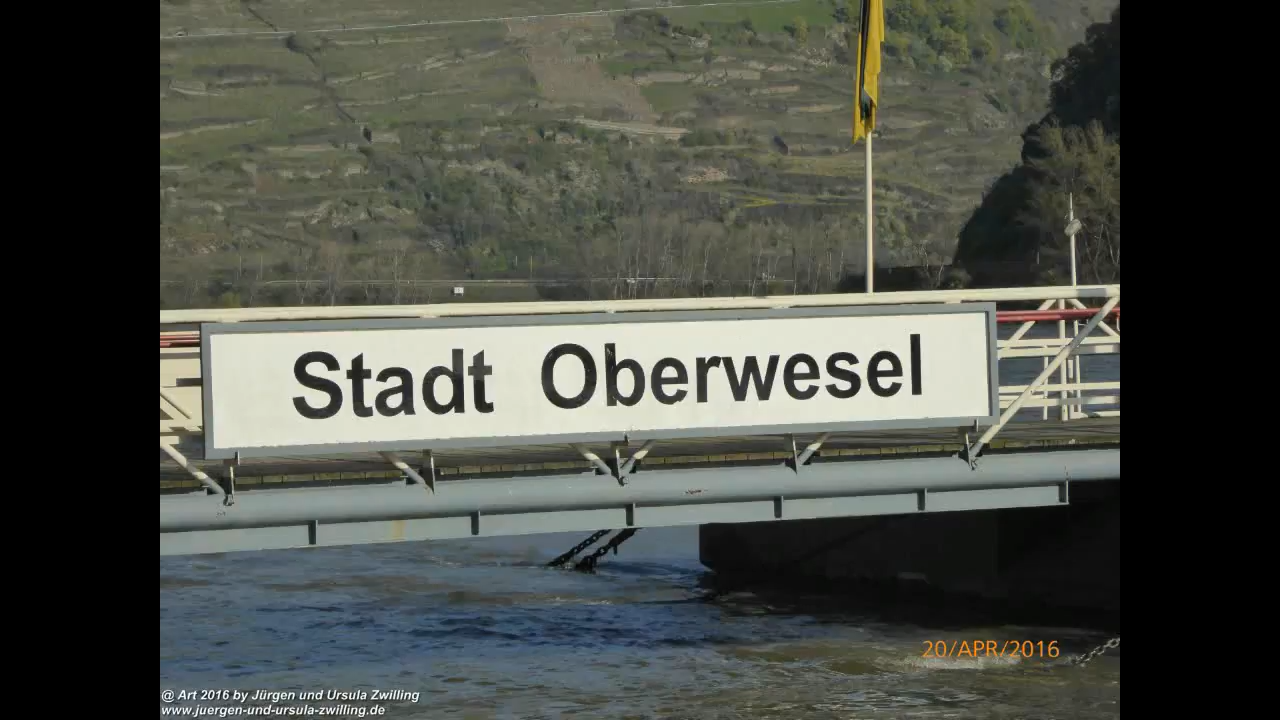 Stadt Oberwesel
20/APR/2016
@ Art 2016 by Jürgen und Ursula Zwilling
www.juergen-und-ursula-zwilling.de